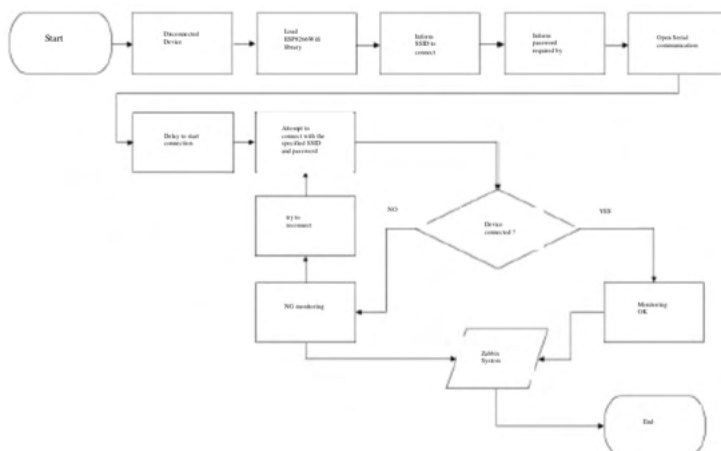 Start
Disconnected
Device
Load
ESP8266Wifi
library
Inform
SSID to
connect
Inform
password
required by
Open Serial
communication
Delay to start
connection
Attempt to
connect with the
specified SSID
and password
try to
reconnect
NO
Device
connected ?
YES
NG monitoring
Monitoring
OK
Zabbix
System
End